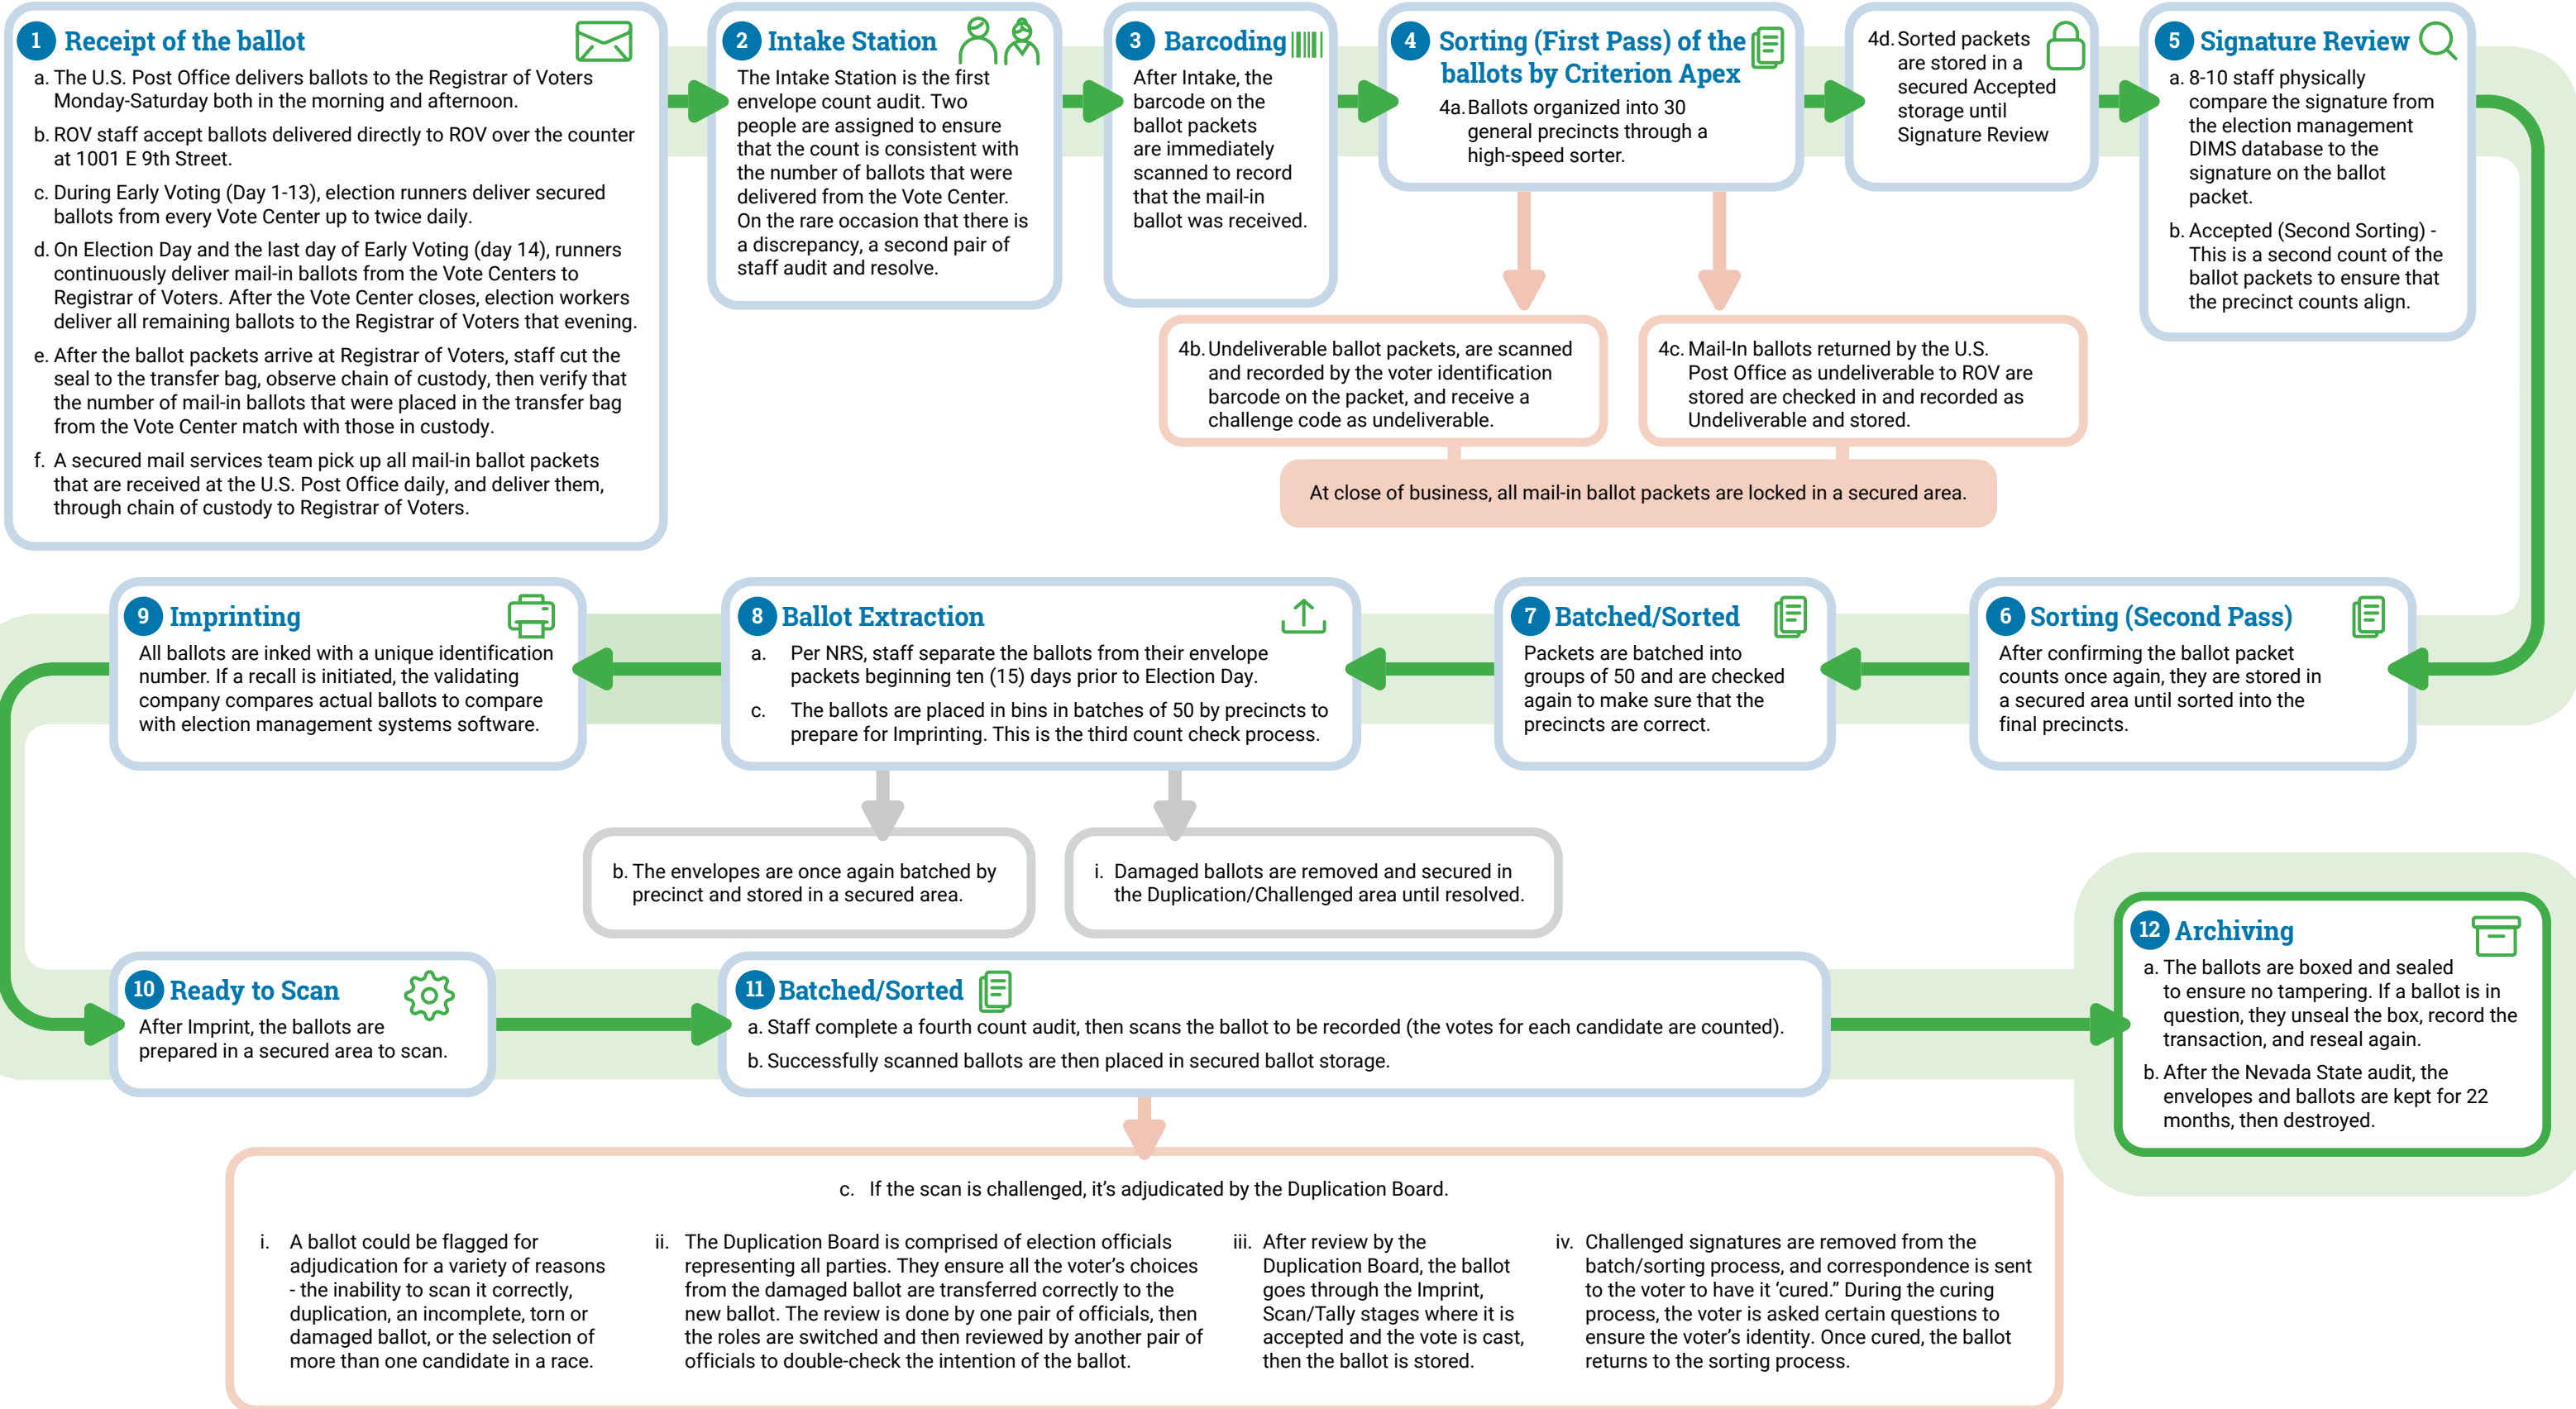 1 Receipt of the ballot
a. The U.S. Post Office delivers ballots to the Registrar of Voters
Monday-Saturday both in the morning and afternoon.
b. ROV staff accept ballots delivered directly to ROV over the counter
at 1001 E 9th Street.
c. During Early Voting (Day 1-13), election runners deliver secured
ballots from every Vote Center up to twice daily.
d. On Election Day and the last day of Early Voting (day 14), runners
continuously deliver mail-in ballots from the Vote Centers to
Registrar of Voters. After the Vote Center closes, election workers
deliver all remaining ballots to the Registrar of Voters that evening.
e. After the ballot packets arrive at Registrar of Voters, staff cut the
seal to the transfer bag, observe chain of custody, then verify that
the number of mail-in ballots that were placed in the transfer bag
from the Vote Center match with those in custody.
f. A secured mail services team pick up all mail-in ballot packets
that are received at the U.S. Post Office daily, and deliver them,
through chain of custody to Registrar of Voters.
2 Intake Station
The Intake Station is the first
envelope count audit. Two
people are assigned to ensure
that the count is consistent with
the number of ballots that were
delivered from the Vote Center.
On the rare occasion that there is
a discrepancy, a second pair of
staff audit and resolve.
3 Barcoding
After Intake, the
barcode on the
ballot packets
are immediately
scanned to record
that the mail-in
ballot was received.
4 Sorting (First Pass) of the
ballots by Criterion Apex
4a. Ballots organized into 30
general precincts through a
high-speed sorter.
4b. Undeliverable ballot packets, are scanned
and recorded by the voter identification
barcode on the packet, and receive a
challenge code as undeliverable.
4c. Mail-In ballots returned by the U.S.
Post Office as undeliverable to ROV are
stored are checked in and recorded as
Undeliverable and stored.
At close of business, all mail-in ballot packets are locked in a secured area.
4d. Sorted packets
are stored in a
secured Accepted
storage until
Signature Review
5 Signature Review
a. 8-10 staff physically
compare the signature from
the election management
DIMS database to the
signature on the ballot
packet.
b. Accepted (Second Sorting) -
This is a second count of the
ballot packets to ensure that
the precinct counts align.
6 Sorting (Second Pass)
After confirming the ballot packet
counts once again, they are stored in
a secured area until sorted into the
final precincts.
7 Batched/Sorted
Packets are batched into
groups of 50 and are checked
again to make sure that the
precincts are correct.
8 Ballot Extraction
a. Per NRS, staff separate the ballots from their envelope
packets beginning ten (15) days prior to Election Day.
c. The ballots are placed in bins in batches of 50 by precincts to
prepare for Imprinting. This is the third count check process.
b. The envelopes are once again batched by
precinct and stored in a secured area.
i. Damaged ballots are removed and secured in
the Duplication/Challenged area until resolved.
9 Imprinting
All ballots are inked with a unique identification
number. If a recall is initiated, the validating
company compares actual ballots to compare
with election management systems software.
10 Ready to Scan
After Imprint, the ballots are
prepared in a secured area to scan.
11 Batched/Sorted
a. Staff complete a fourth count audit, then scans the ballot to be recorded (the votes for each candidate are counted).
b. Successfully scanned ballots are then placed in secured ballot storage.
c. If the scan is challenged, it's adjudicated by the Duplication Board.
i. A ballot could be flagged for
adjudication for a variety of reasons
- the inability to scan it correctly,
duplication, an incomplete, torn or
damaged ballot, or the selection of
more than one candidate in a race.
ii. The Duplication Board is comprised of election officials
representing all parties. They ensure all the voter's choices
from the damaged ballot are transferred correctly to the
new ballot. The review is done by one pair of officials, then
the roles are switched and then reviewed by another pair of
officials to double-check the intention of the ballot.
iii. After review by the
Duplication Board, the ballot
goes through the Imprint,
Scan/Tally stages where it is
accepted and the vote is cast,
then the ballot is stored.
iv. Challenged signatures are removed from the
batch/sorting process, and correspondence is sent
to the voter to have it ‘cured.” During the curing
process, the voter is asked certain questions to
ensure the voter's identity. Once cured, the ballot
returns to the sorting process.
12 Archiving
a. The ballots are boxed and sealed
to ensure no tampering. If a ballot is in
question, they unseal the box, record the
transaction, and reseal again.
b. After the Nevada State audit, the
envelopes and ballots are kept for 22
months, then destroyed.